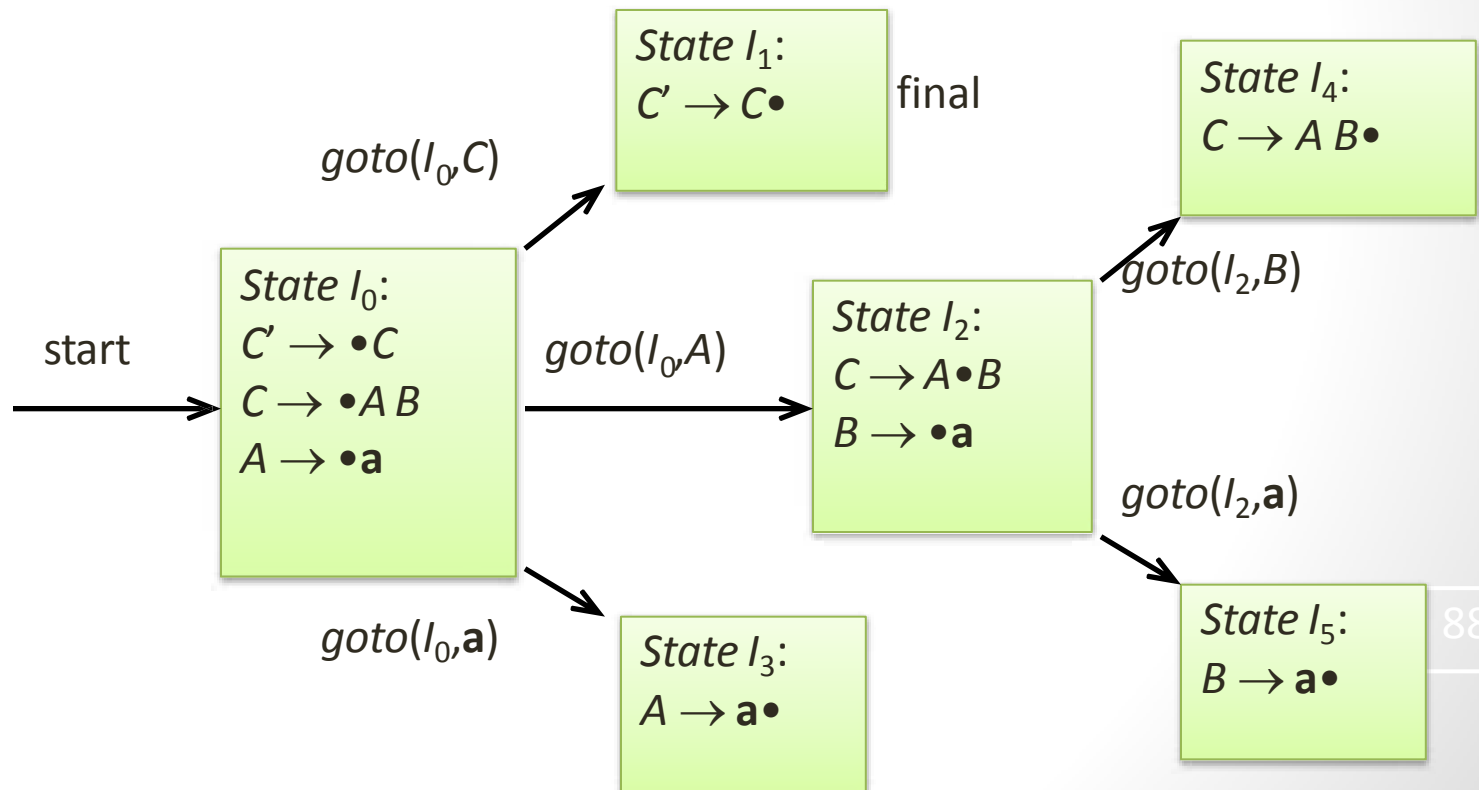 State I₁:
C’ → C•
final
State I₄:
C → A B•
goto(I₀,C)
goto(I₂,B)
State I₀:
C’ → •C
C → •A B
A → •a
start
goto(I₀,A)
State I₂:
C → A•B
B → •a
goto(I₂,a)
goto(I₀,a)
State I₃:
A → a•
State I₅:
B → a•
88